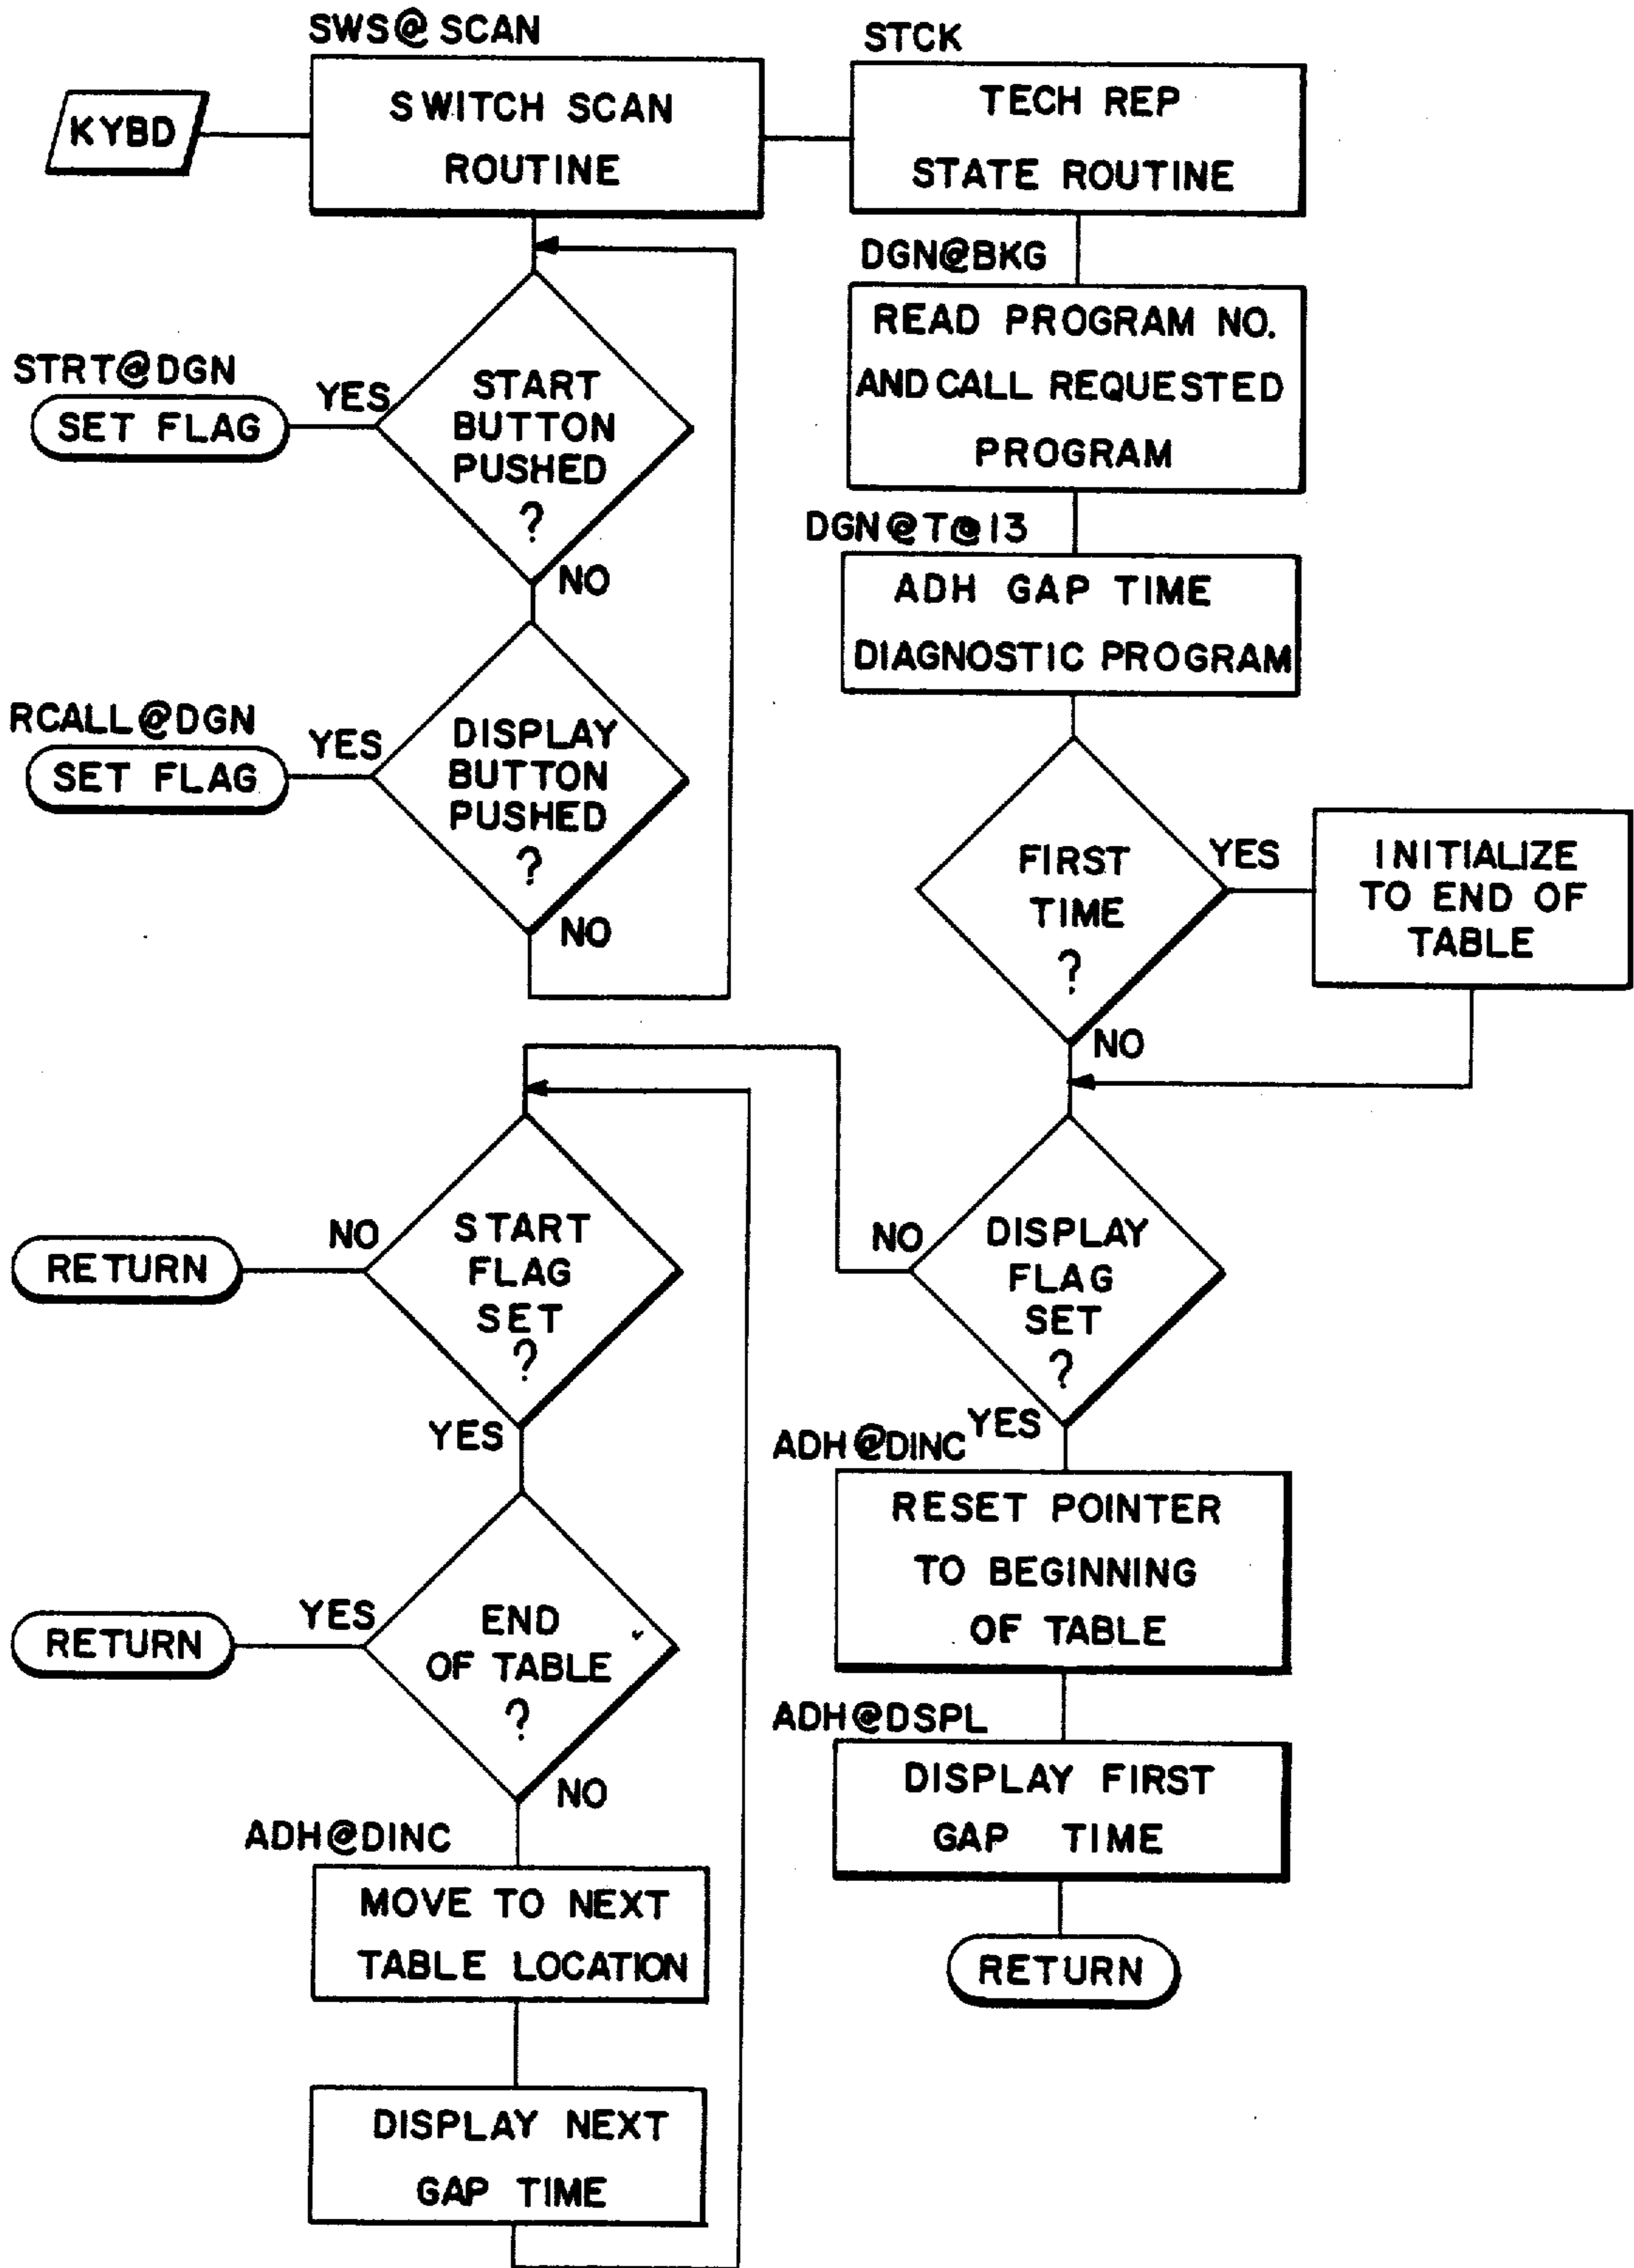 SWS@SCAN
KYBD
SWITCH SCAN
ROUTINE
STCK
TECH REP
STATE ROUTINE
STRT@DGN
SET FLAG
YES
START
BUTTON
PUSHED
?
NO
RCALL@DGN
SET FLAG
YES
DISPLAY
BUTTON
PUSHED
?
NO
DGN@BKG
READ PROGRAM NO.
AND CALL REQUESTED
PROGRAM
DGN@T@13
ADH GAP TIME
DIAGNOSTIC PROGRAM
FIRST
TIME
?
YES
INITIALIZE
TO END OF
TABLE
NO
DISPLAY
FLAG
SET
?
NO
YES
ADH@DINC
RESET POINTER
TO BEGINNING
OF TABLE
ADH@DSPL
DISPLAY FIRST
GAP TIME
RETURN
START
FLAG
SET
?
NO
RETURN
YES
END
OF TABLE
?
YES
RETURN
NO
ADH@DINC
MOVE TO NEXT
TABLE LOCATION
DISPLAY NEXT
GAP TIME